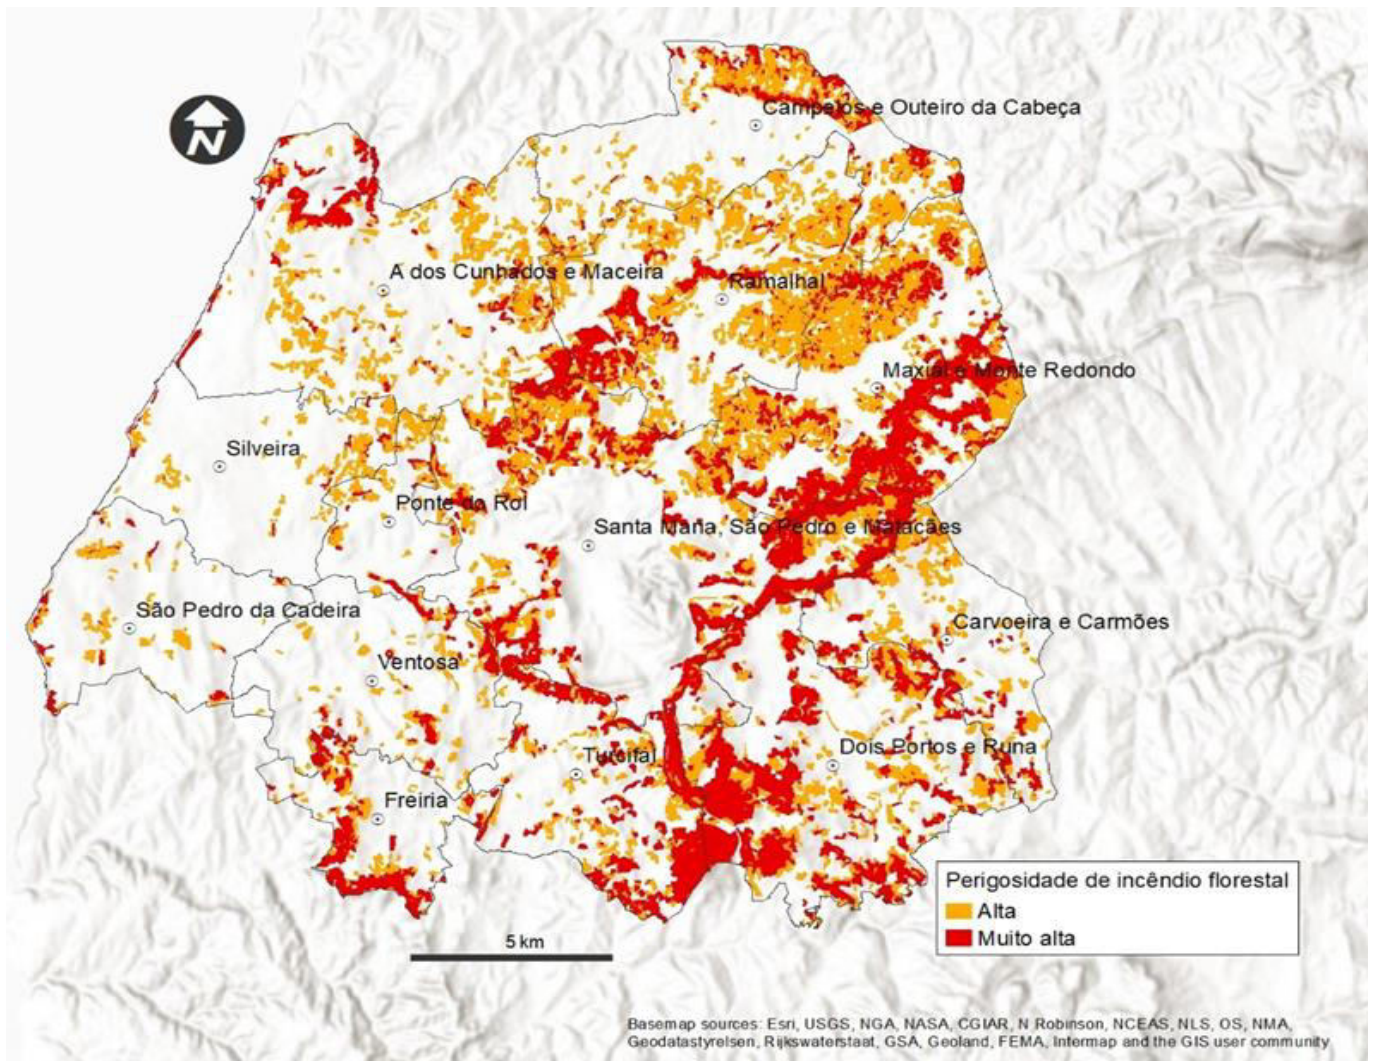 N
Campelos e Outeiro da Cabeça
A dos Cunhados e Maceira
Ramalhal
Maxial e Monte Redondo
Silveira
Ponte do Rol
Santa Maria, São Pedro e Matacães
São Pedro da Cadeira
Carvoeira e Carmões
Ventosa
Dois Portos e Runa
Turcifal
Freiria
Perigosidade de incêndio florestal
Alta
Muito alta
5 km
Basemap sources: Esri, USGS, NGA, NASA, CGIAR, N Robinson, NCEAS, NLS, OS, NMA,
Geodatastyrelsen, Rijkswaterstaat, GSA, Geoland, FEMA, Intermap and the GIS user community